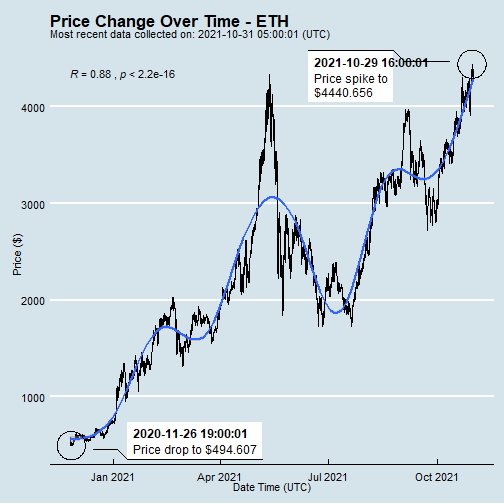 Price Change Over Time - ETH
Most recent data collected on: 2021-10-31 05:00:01 (UTC)
R = 0.88 , p < 2.2e-16
2021-10-29 16:00:01
Price spike to
$4440.656
4000
3000
2000
1000
Price ($)
2020-11-26 19:00:01
Price drop to $494.607
Jan 2021
Apr 2021
Jul 2021
Oct 2021
Date Time (UTC)